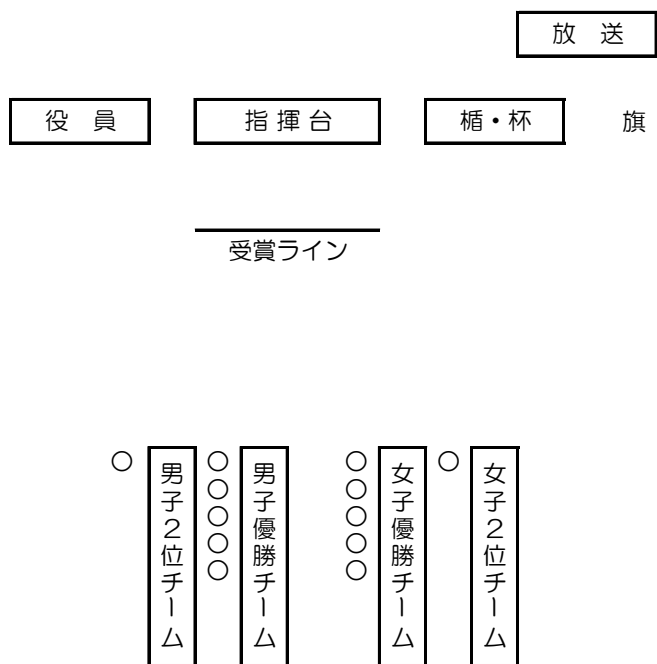 放　送
役　員
指 揮 台
楯・杯
旗
受賞ライン
○
男子２位チーム
○○○○○
男子優勝チーム
○○○○○
女子優勝チーム
○
女子２位チーム